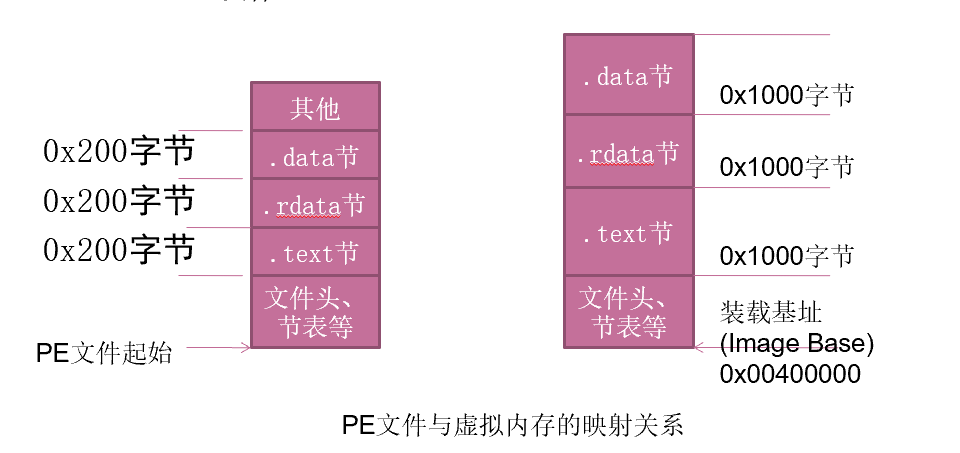 其他
.data节
.rdata节
.text节
文件头、
节表等
0x200字节
0x200字节
0x200字节
PE文件起始
.data节
.rdata节
.text节
文件头、
节表等
0x1000字节
0x1000字节
0x1000字节
装载基址
(Image Base)
0x00400000
PE文件与虚拟内存的映射关系